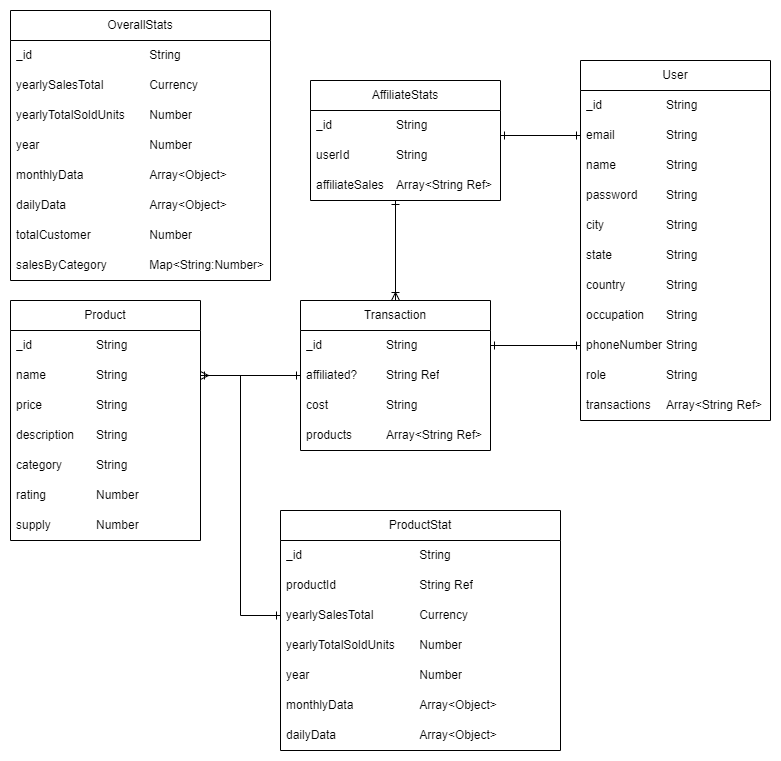 OverallStats
_id String
yearlySalesTotal Currency
yearlyTotalSoldUnits Number
year Number
monthlyData Array<Object>
dailyData Array<Object>
totalCustomer Number
salesByCategory Map<String:Number>
AffiliateStats
_id String
userId String
affiliateSales Array<String Ref>
User
_id String
email String
name String
password String
city String
state String
country String
occupation String
phoneNumber String
role String
transactions Array<String Ref>
Product
_id String
name String
price String
description String
category String
rating Number
supply Number
Transaction
_id String
affiliated? String Ref
cost String
products Array<String Ref>
ProductStat
_id String
productId String Ref
yearlySalesTotal Currency
yearlyTotalSoldUnits Number
year Number
monthlyData Array<Object>
dailyData Array<Object>